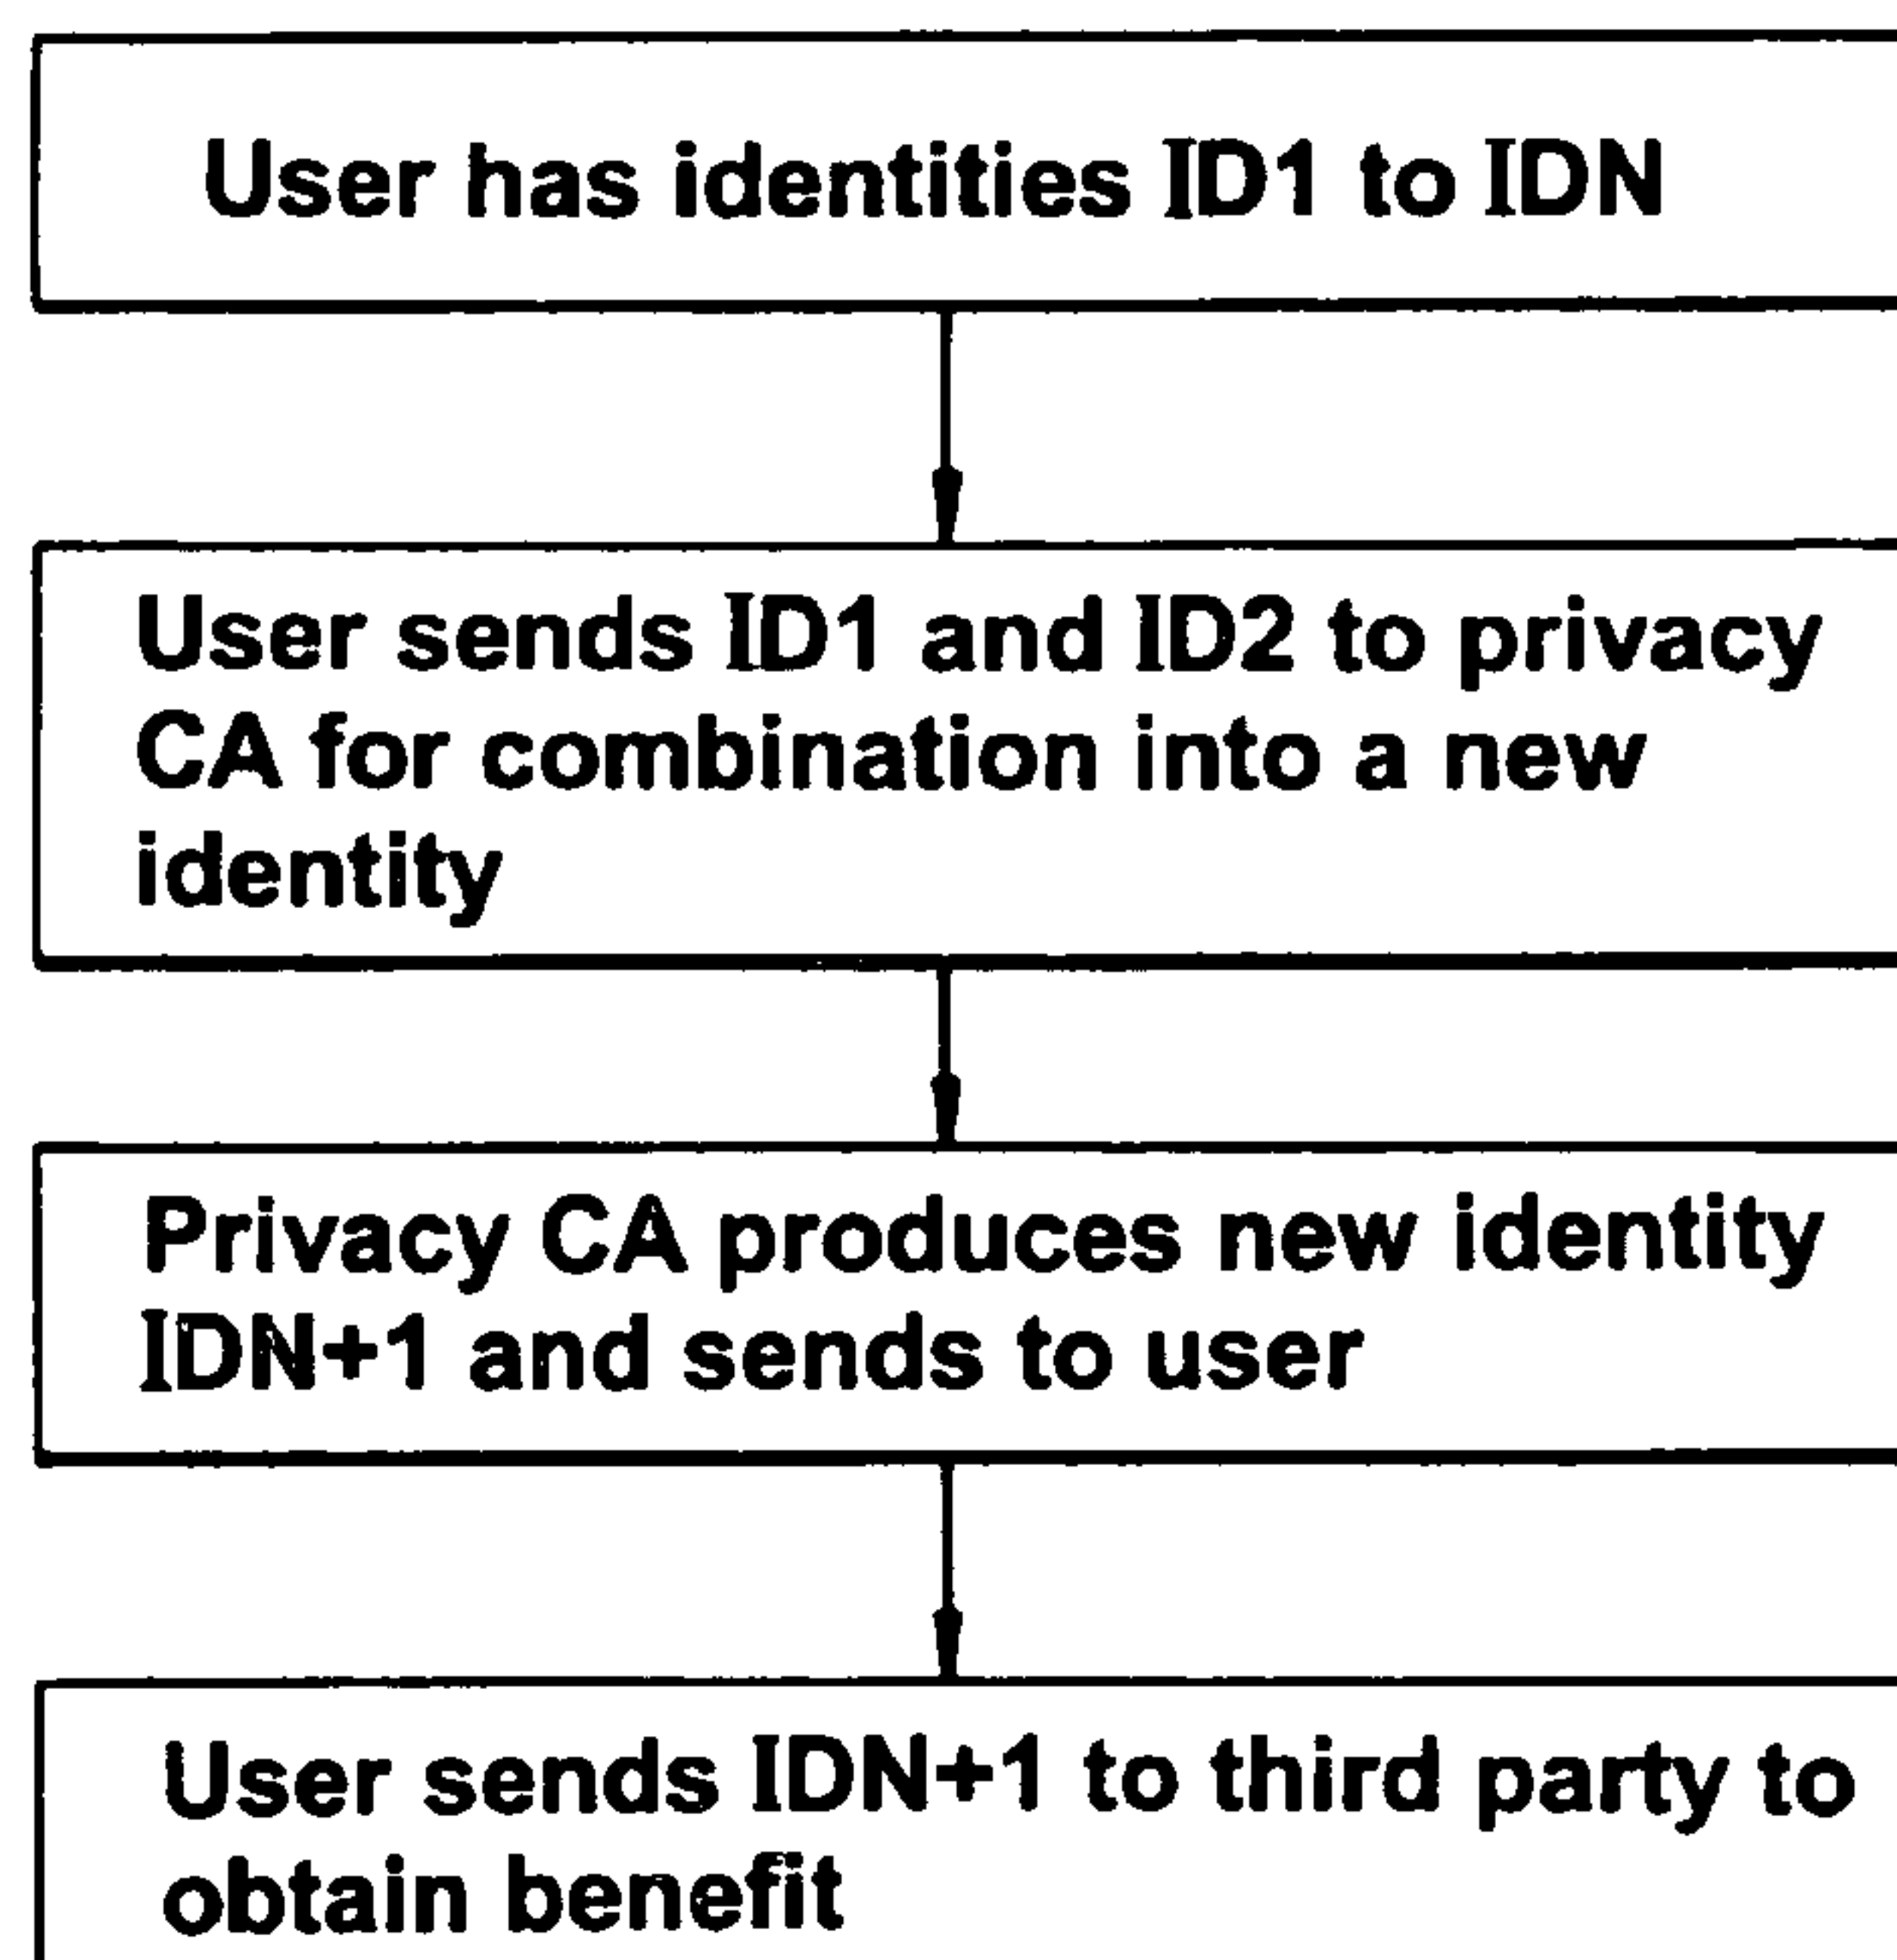 User has identities ID1 to IDN
User sends ID1 and ID2 to privacy
CA for combination into a new
identity
Privacy CA produces new identity
IDN+1 and sends to user
User sends IDN+1 to third party to
obtain benefit